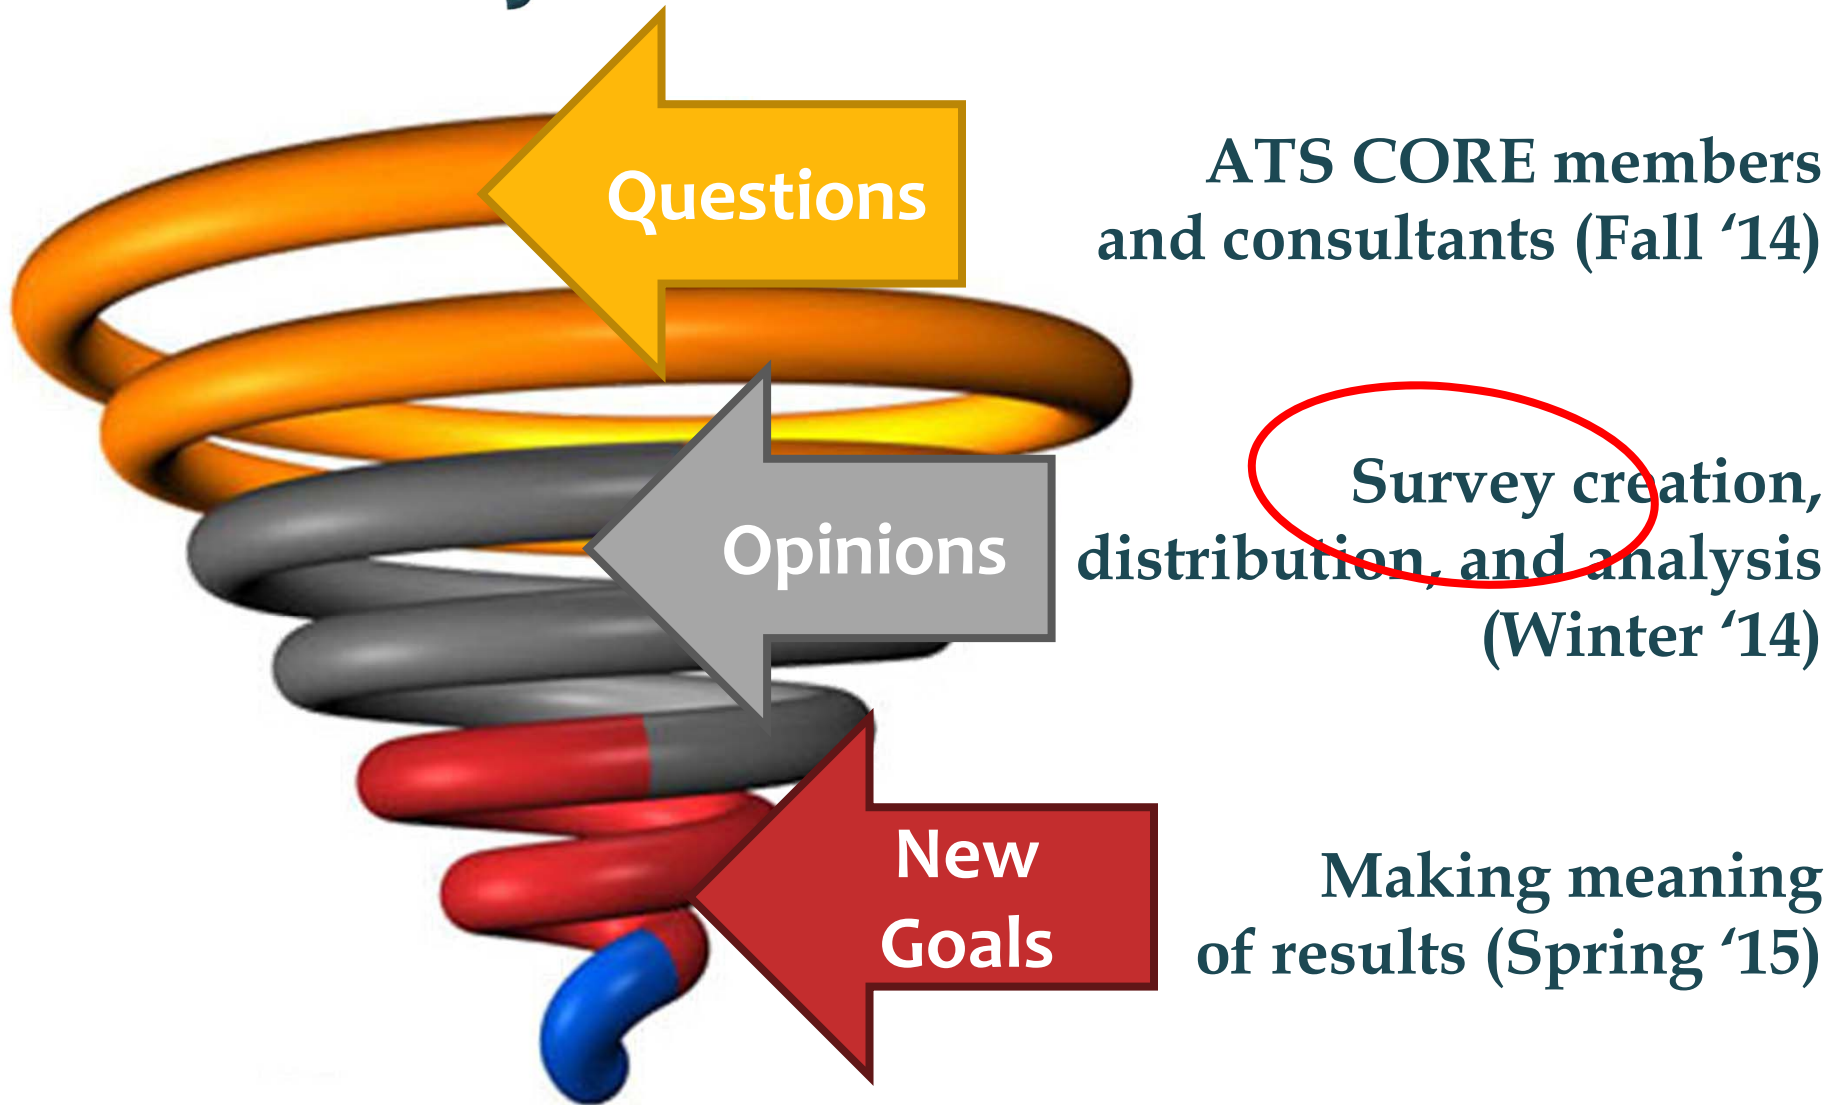 Questions
ATS CORE members
and consultants (Fall ‘14)
Opinions
Survey creation,
distribution, and analysis
(Winter ‘14)
New
Goals
Making meaning
of results (Spring ‘15)